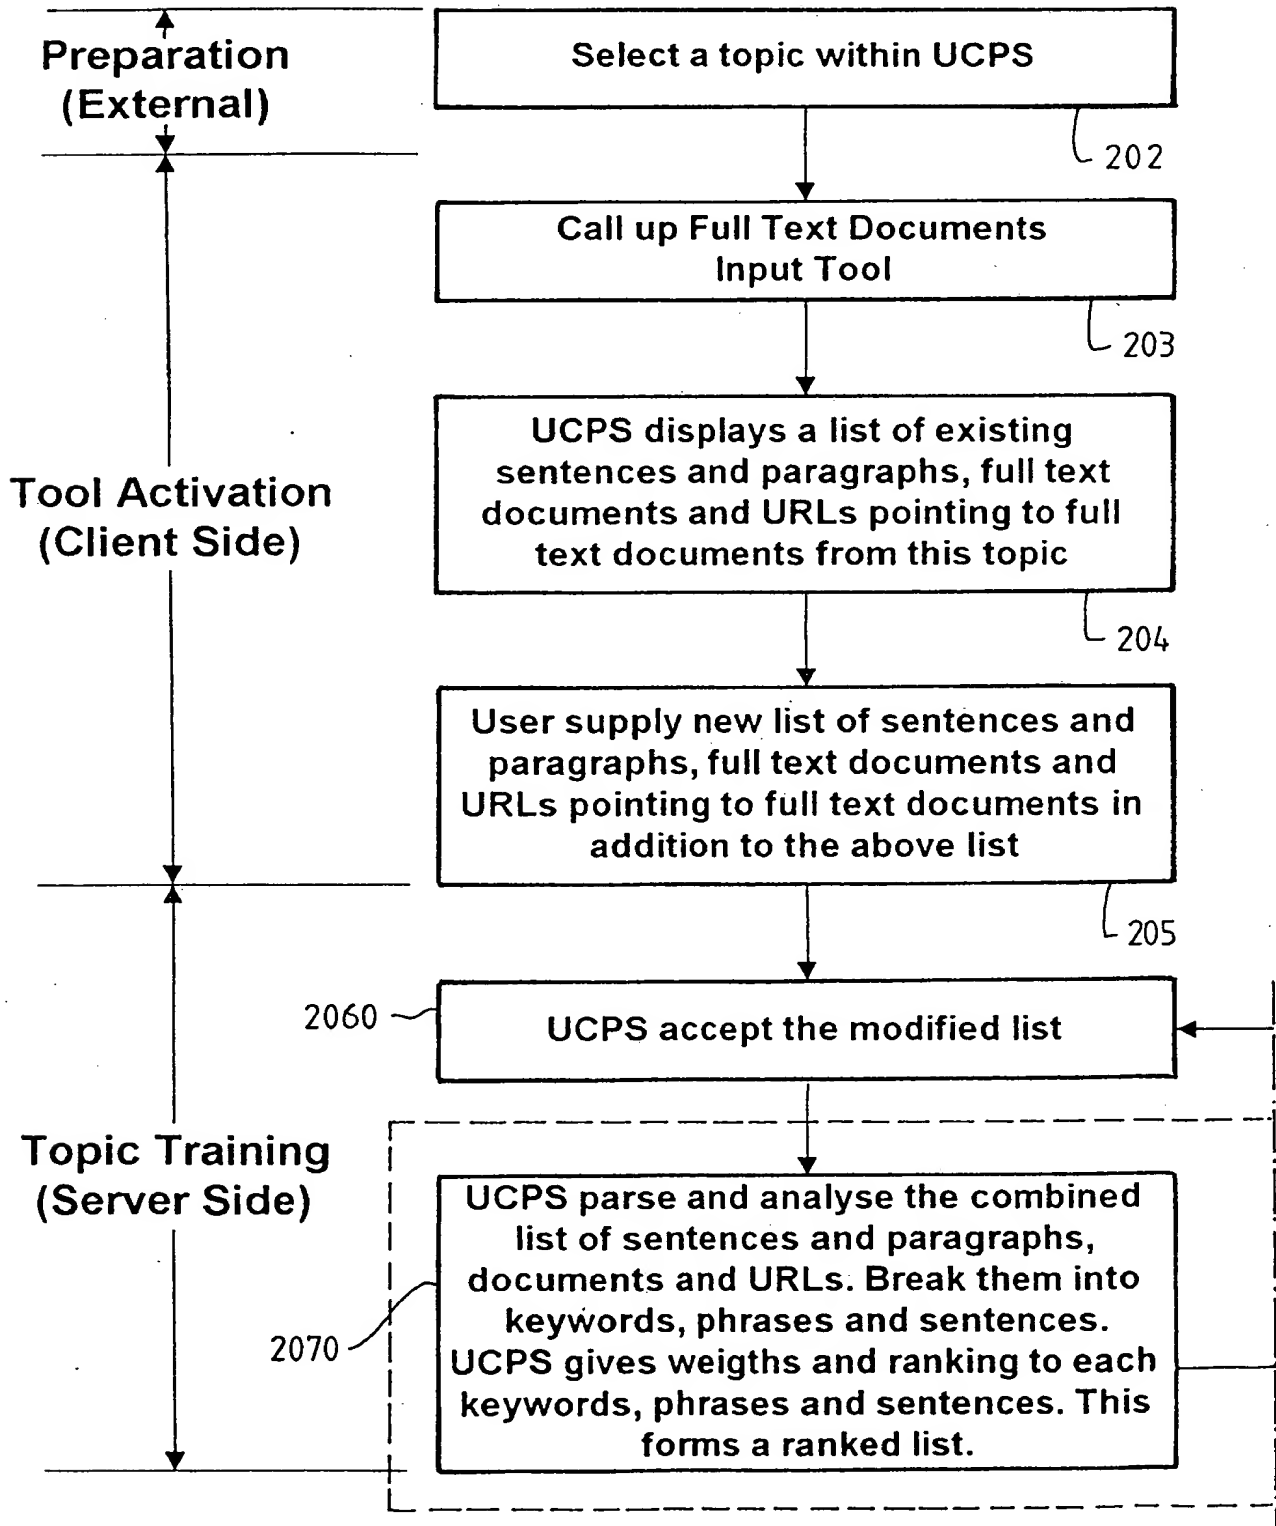 Preparation
(External)
Select a topic within UCPS
202
Call up Full Text Documents
Input Tool
203
Tool Activation
(Client Side)
UCPS displays a list of existing
sentences and paragraphs, full text
documents and URLs pointing to full
text documents from this topic
204
User supply new list of sentences and
paragraphs, full text documents and
URLs pointing to full text documents in
addition to the above list
205
2060
UCPS accept the modified list
Topic Training
(Server Side)
UCPS parse and analyse the combined
list of sentences and paragraphs,
documents and URLs. Break them into
keywords, phrases and sentences.
UCPS gives weigths and ranking to each
keywords, phrases and sentences. This
forms a ranked list.
2070